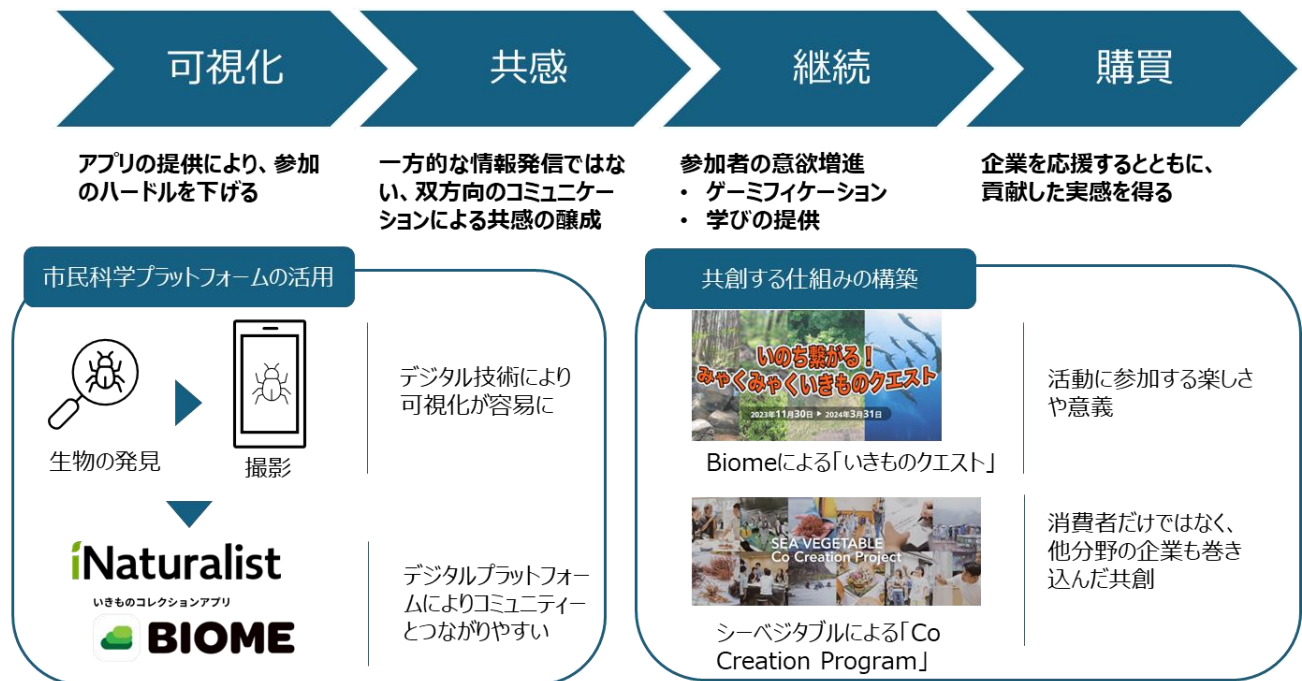 可視化
共感
継続
購買
アプリの提供により、参加
のハードルを下げる
一方的な情報発信ではな
い、双方向のコミュニケー
ションによる共感の醸成
参加者の意欲増進
・ ゲーミフィケーション
・ 学びの提供
企業を応援するとともに、
貢献した実感を得る
市民科学プラットフォームの活用
生物の発見
撮影
デジタル技術により
可視化が容易に
iNaturalist
いきものコレクションアプリ
BIOME
デジタルプラットフォー
ムによりコミュニティー
とつながりやすい
共創する仕組みの構築
いのち繋がる!
みゃくみゃくいきものクエスト
2023年11月30日 ▶ 2024年3月31日
Biomeによる「いきものクエスト」
活動に参加する楽しさ
や意義
SEA VEGETABLE
Co Creation Project
シーベジタブルによる「Co
Creation Program」
消費者だけではなく、
他分野の企業も巻き
込んだ共創